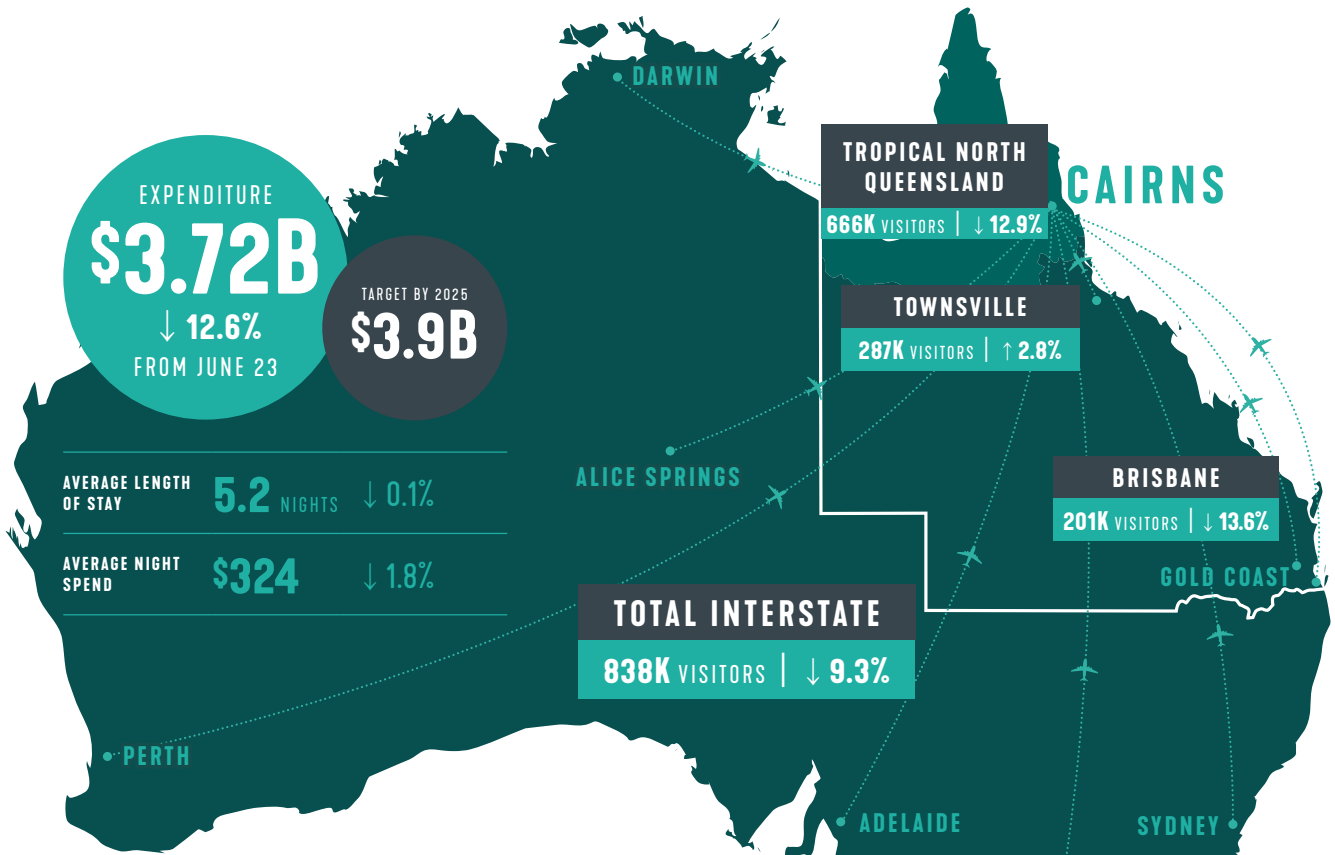 DARWIN
TROPICAL NORTH
QUEENSLAND
666K VISITORS | ↓ 12.9%
CAIRNS
EXPENDITURE
$3.72B
↓ 12.6%
FROM JUNE 23
TARGET BY 2025
$3.9B
TOWNSVILLE
287K VISITORS | ↑ 2.8%
AVERAGE LENGTH
OF STAY
5.2 NIGHTS ↓ 0.1%
AVERAGE NIGHT
SPEND
$324 ↓ 1.8%
ALICE SPRINGS
BRISBANE
201K VISITORS | ↓ 13.6%
GOLD COAST
TOTAL INTERSTATE
838K VISITORS | ↓ 9.3%
PERTH
ADELAIDE
SYDNEY